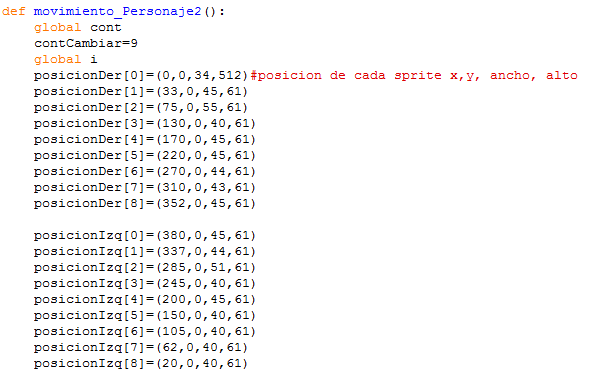 def movimiento_Personaje2():
    global cont
    contCambiar=9
    global i
    posicionDer[0]=(0,0,34,512)#posicion de cada sprite x,y, ancho, alto
    posicionDer[1]=(33,0,45,61)
    posicionDer[2]=(75,0,55,61)
    posicionDer[3]=(130,0,40,61)
    posicionDer[4]=(170,0,45,61)
    posicionDer[5]=(220,0,45,61)
    posicionDer[6]=(270,0,44,61)
    posicionDer[7]=(310,0,43,61)
    posicionDer[8]=(352,0,45,61)

    posicionIzq[0]=(380,0,45,61)
    posicionIzq[1]=(337,0,44,61)
    posicionIzq[2]=(285,0,51,61)
    posicionIzq[3]=(245,0,40,61)
    posicionIzq[4]=(200,0,45,61)
    posicionIzq[5]=(150,0,40,61)
    posicionIzq[6]=(105,0,40,61)
    posicionIzq[7]=(62,0,40,61)
    posicionIzq[8]=(20,0,40,61)